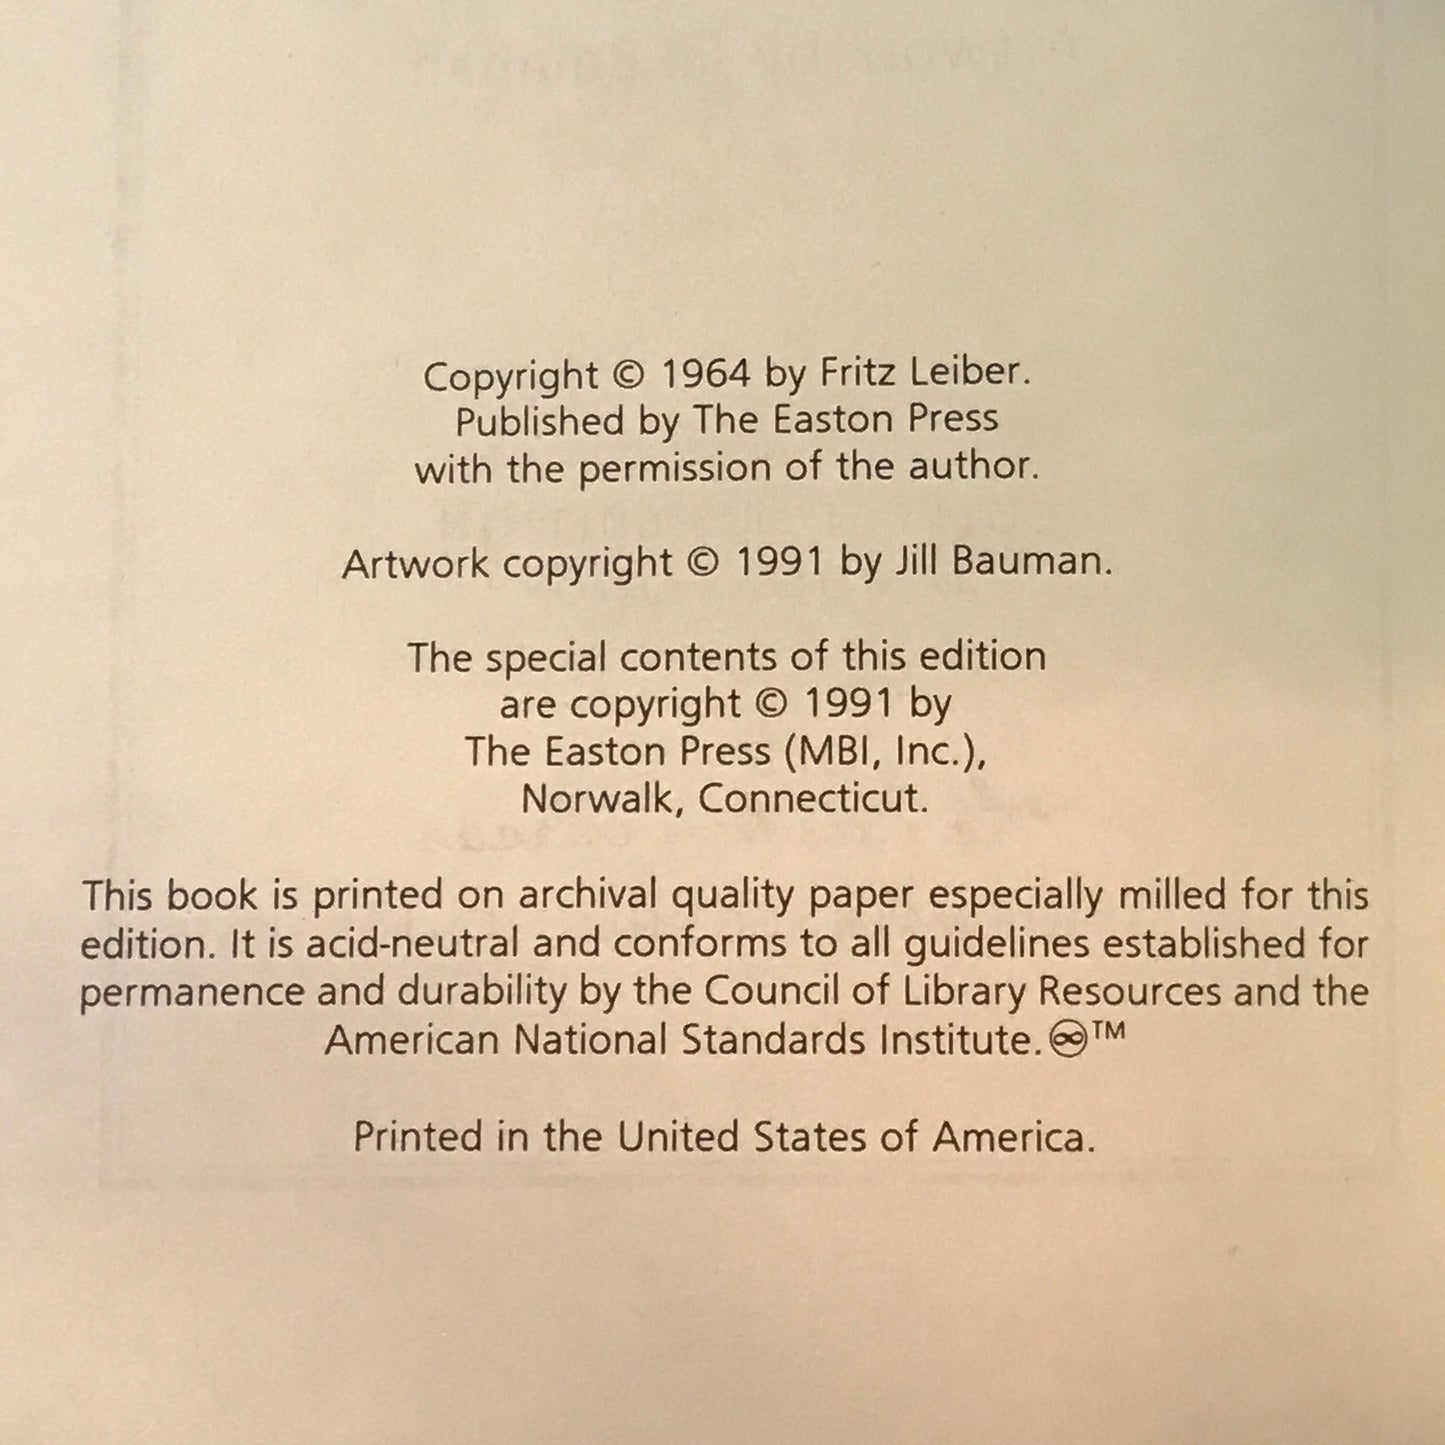 Copyright © 1964 by Fritz Leiber.
Published by The Easton Press
with the permission of the author.
Artwork copyright © 1991 by Jill Bauman.
The special contents of this edition
are copyright © 1991 by
The Easton Press (MBI, Inc.),
Norwalk, Connecticut.
This book is printed on archival quality paper especially milled for this
edition. It is acid-neutral and conforms to all guidelines established for
permanence and durability by the Council of Library Resources and the
American National Standards Institute.♾™
Printed in the United States of America.